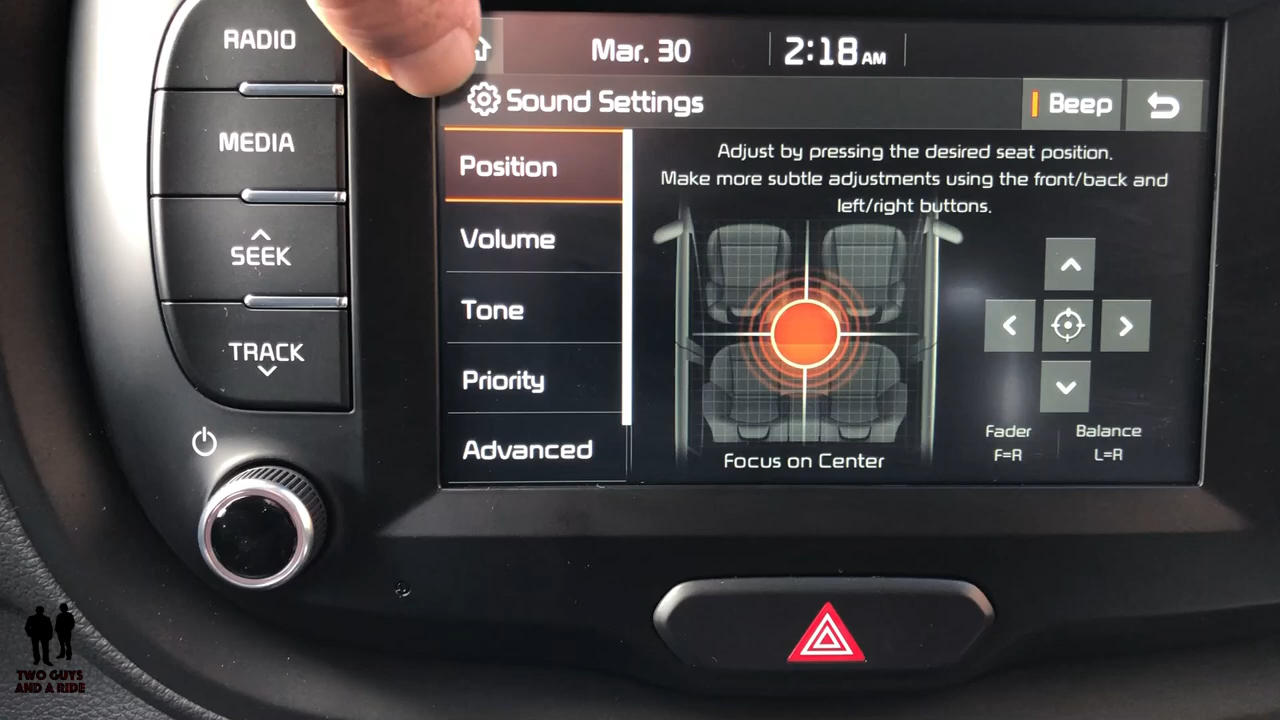 RADIO
MEDIA
SEEK
TRACK
Mar. 30
2:18 AM
Sound Settings
Beep
Position
Volume
Tone
Priority
Advanced
Adjust by pressing the desired seat position.
Make more subtle adjustments using the front/back and
left/right buttons.
Focus on Center
Fader
F=R
Balance
L=R
TWO GUYS
AND A RIDE